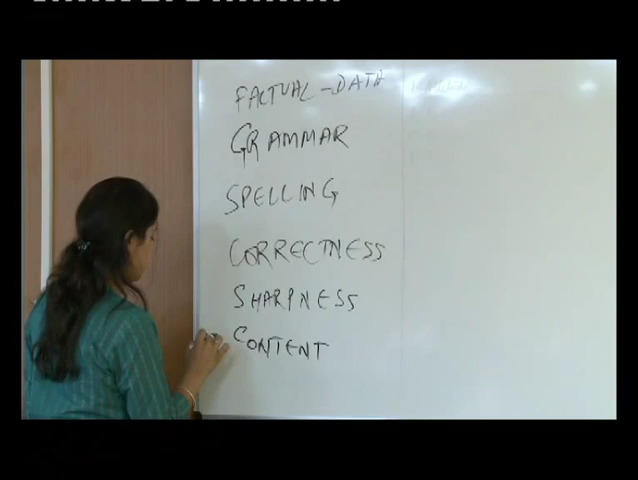 FACTUAL-DATA
GRAMMAR
SPELLING
CORRECTNESS
SHARPNESS
CONTENT